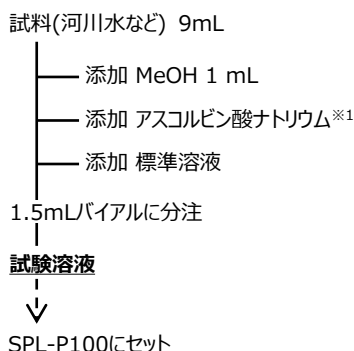 試料(河川水など) 9mL
添加 MeOH 1 mL
添加 アスコルビン酸ナトリウム※1
添加 標準溶液
1.5mLバイアルに分注
試験溶液
SPL-P100にセット